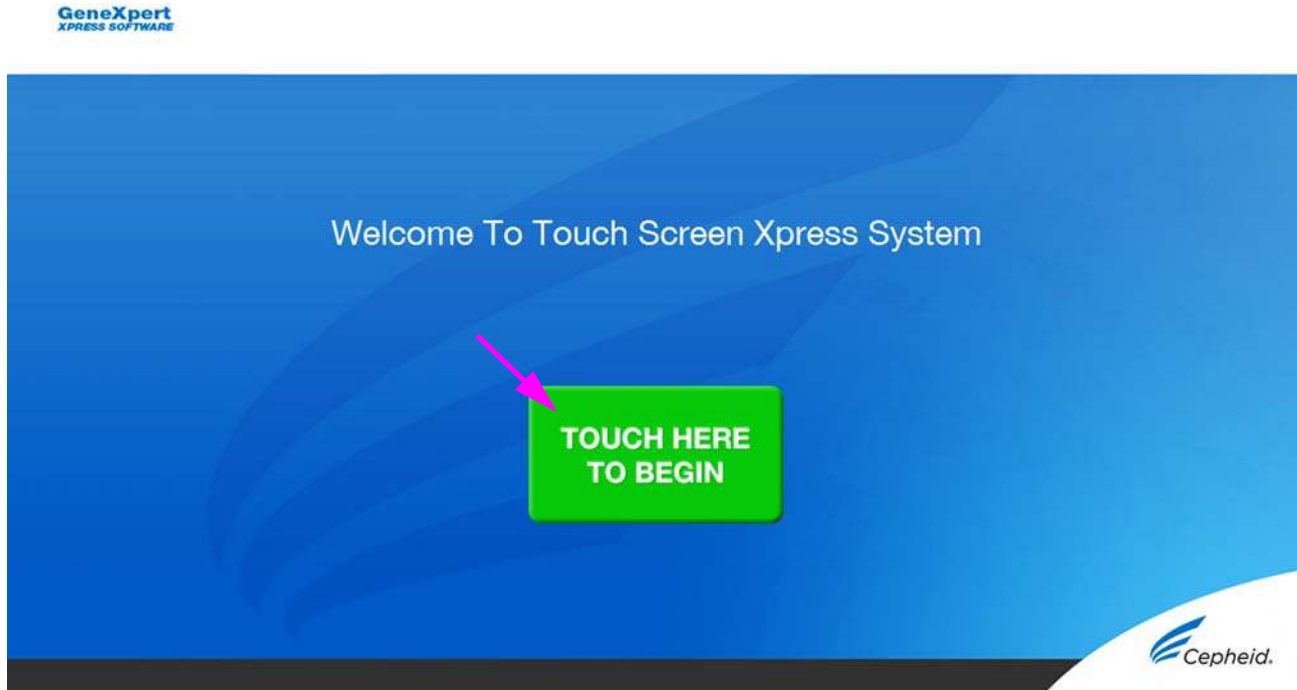 GeneXpert
XPRESS SOFTWARE
Welcome To Touch Screen Xpress System
TOUCH HERE
TO BEGIN
Cepheid.